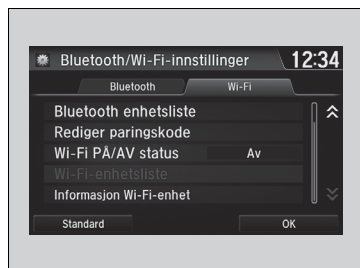 Bluetooth/Wi-Fi-innstillinger 12:34
Bluetooth Wi-Fi
Bluetooth enhetsliste
Rediger paringskode
Wi-Fi PÅ/AV status Av
Wi-Fi-enhetsliste
Informasjon Wi-Fi-enhet
Standard OK